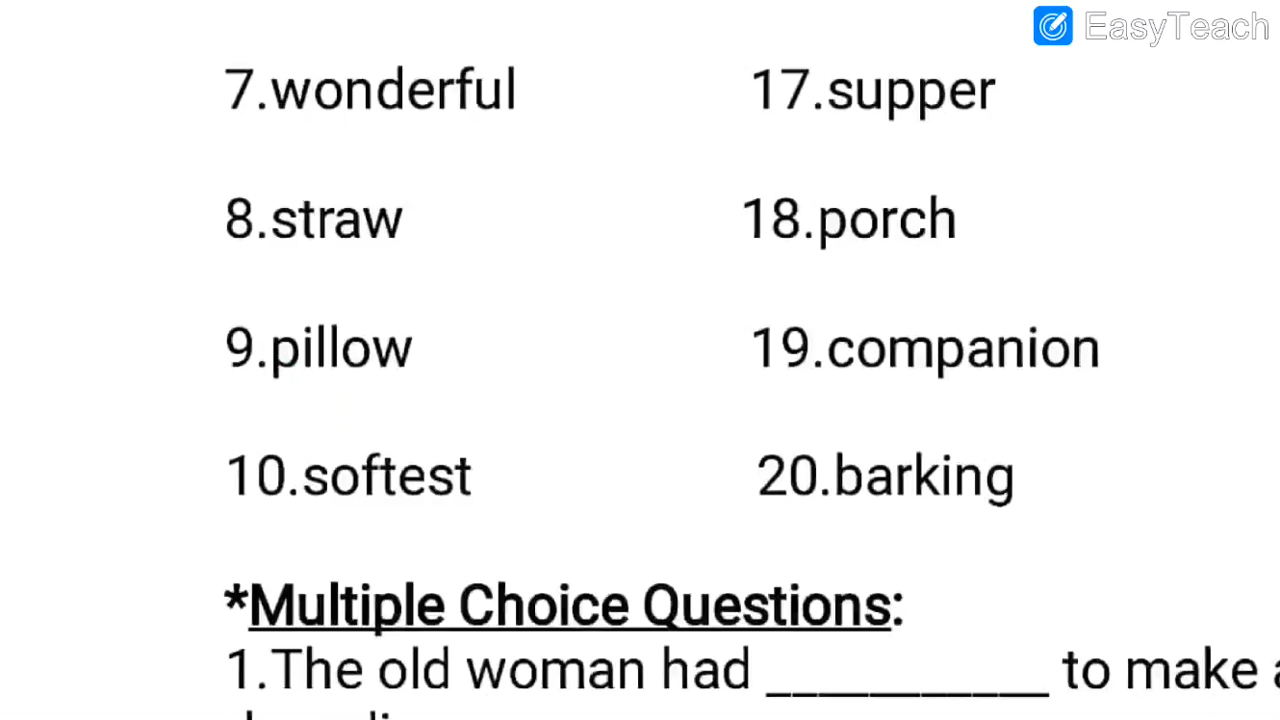 EasyTeach
7.wonderful 17.supper
8.straw 18.porch
9.pillow 19.companion
10.softest 20.barking
*Multiple Choice Questions:
1.The old woman had ___________ to make